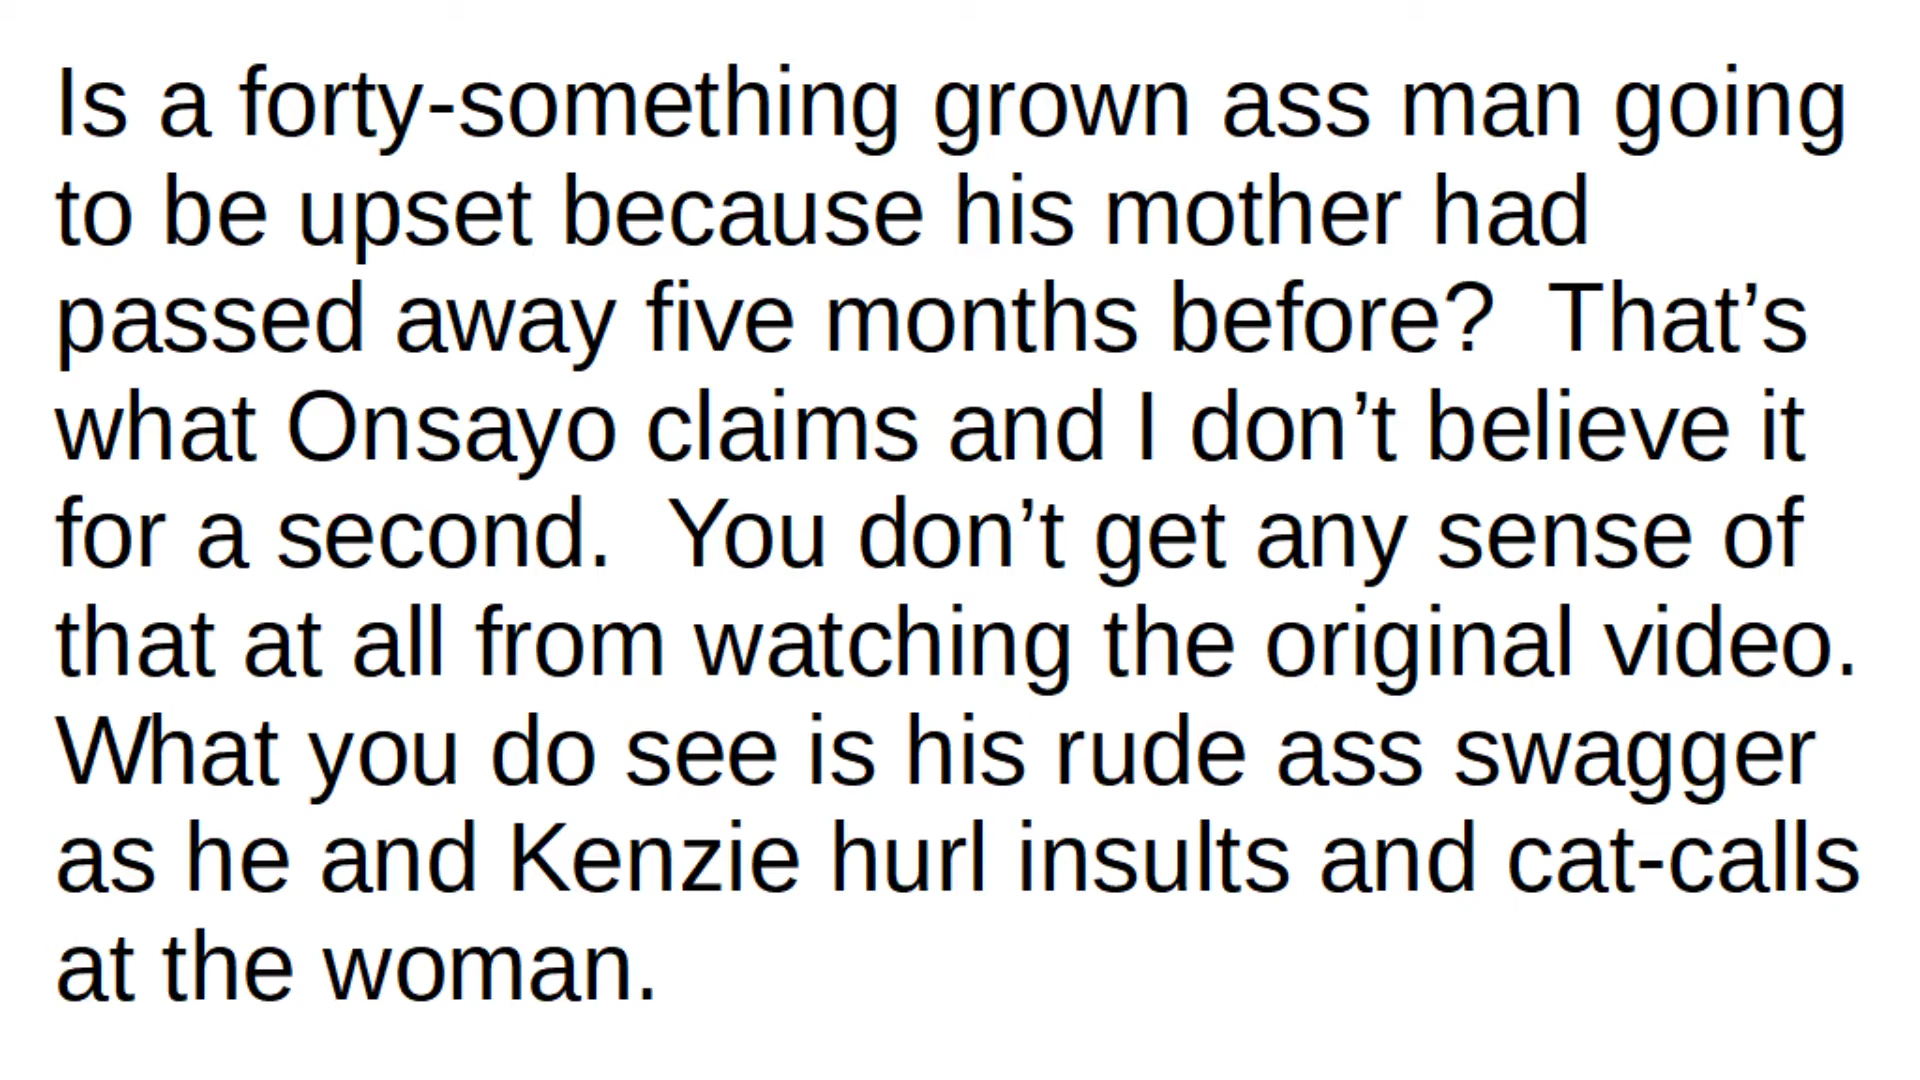 Is a forty-something grown ass man going
to be upset because his mother had
passed away five months before?  That’s
what Onsayo claims and I don’t believe it
for a second.  You don’t get any sense of
that at all from watching the original video.
What you do see is his rude ass swagger
as he and Kenzie hurl insults and cat-calls
at the woman.